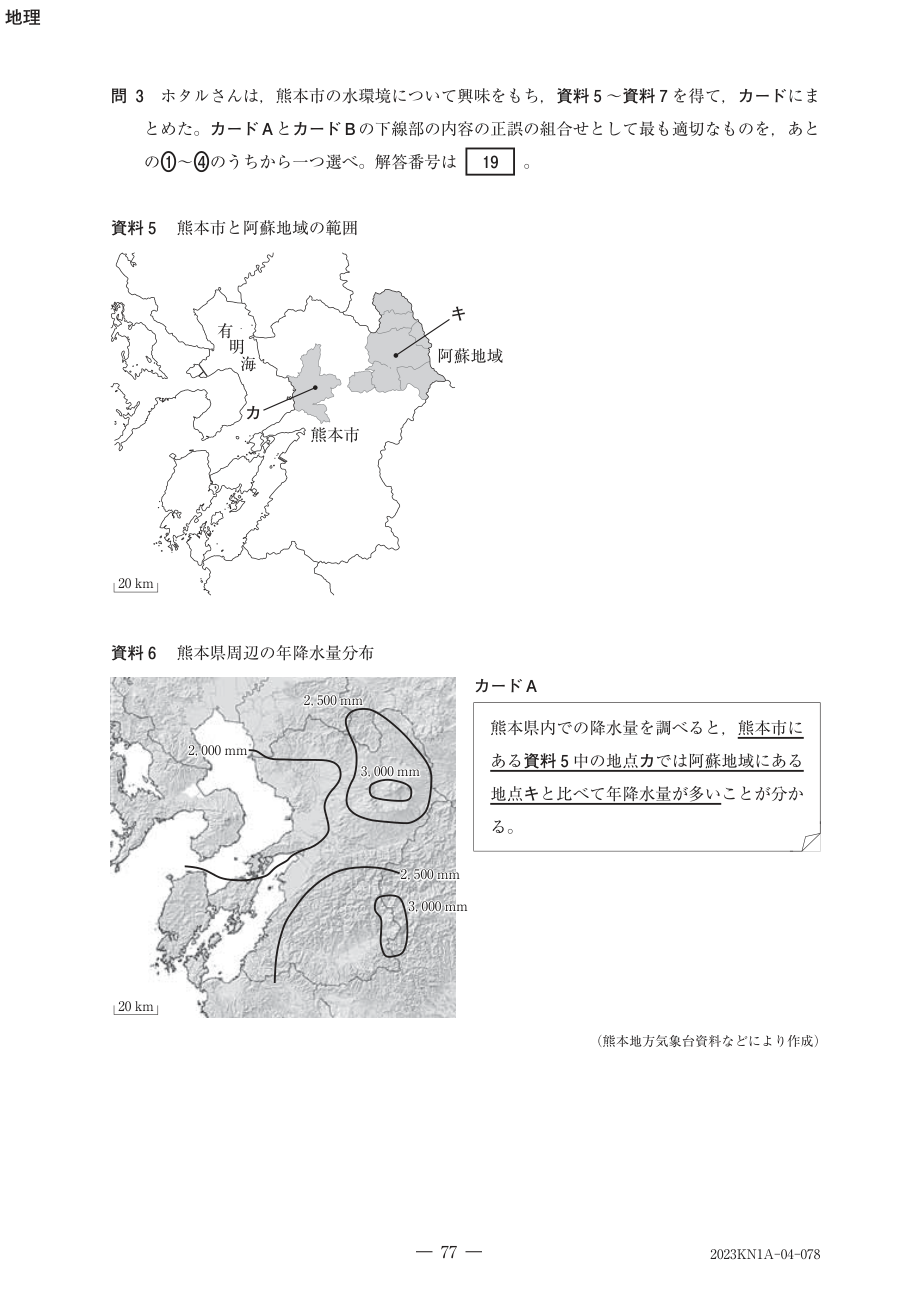 地理
問 3 ホタルさんは，熊本市の水環境について興味をもち，資料5～資料7を得て，カードにま
とめた。カードAとカードBの下線部の内容の正誤の組合せとして最も適切なものを，あと
の①～④のうちから一つ選べ。解答番号は 19 。
資料5 熊本市と阿蘇地域の範囲
有
明
海
キ
阿蘇地域
カ
熊本市
20 km
資料6 熊本県周辺の年降水量分布
2,500 mm
2,000 mm
3,000 mm
2,500 mm
3,000 mm
20 km
カードA
熊本県内での降水量を調べると，熊本市に
ある資料5中の地点カでは阿蘇地域にある
地点キと比べて年降水量が多いことが分か
る。
（熊本地方気象台資料などにより作成）
― 77 ―
2023KN1A-04-078